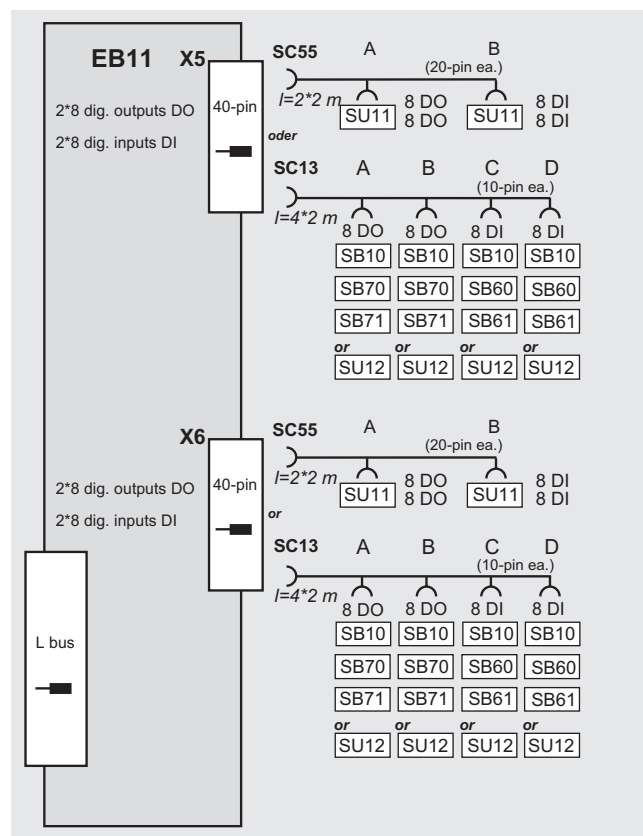 EB11 X5 SC55 A B
(20-pin ea.)
2*8 dig. outputs DO 40-pin l=2*2 m SU11 8 DO SU11 8 DI
8 DO 8 DI
2*8 dig. inputs DI oder
SC13 A B C D
(10-pin ea.)
l=4*2 m
8 DO 8 DO 8 DI 8 DI
SB10 SB10 SB10 SB10
SB70 SB70 SB60 SB60
SB71 SB71 SB61 SB61
or or or or
SU12 SU12 SU12 SU12
X6 SC55 A B
(20-pin ea.)
2*8 dig. outputs DO 40-pin l=2*2 m SU11 8 DO SU11 8 DI
8 DO 8 DI
2*8 dig. inputs DI or
SC13 A B C D
(10-pin ea.)
l=4*2 m
8 DO 8 DO 8 DI 8 DI
SB10 SB10 SB10 SB10
L bus
SB70 SB70 SB60 SB60
SB71 SB71 SB61 SB61
or or or or
SU12 SU12 SU12 SU12